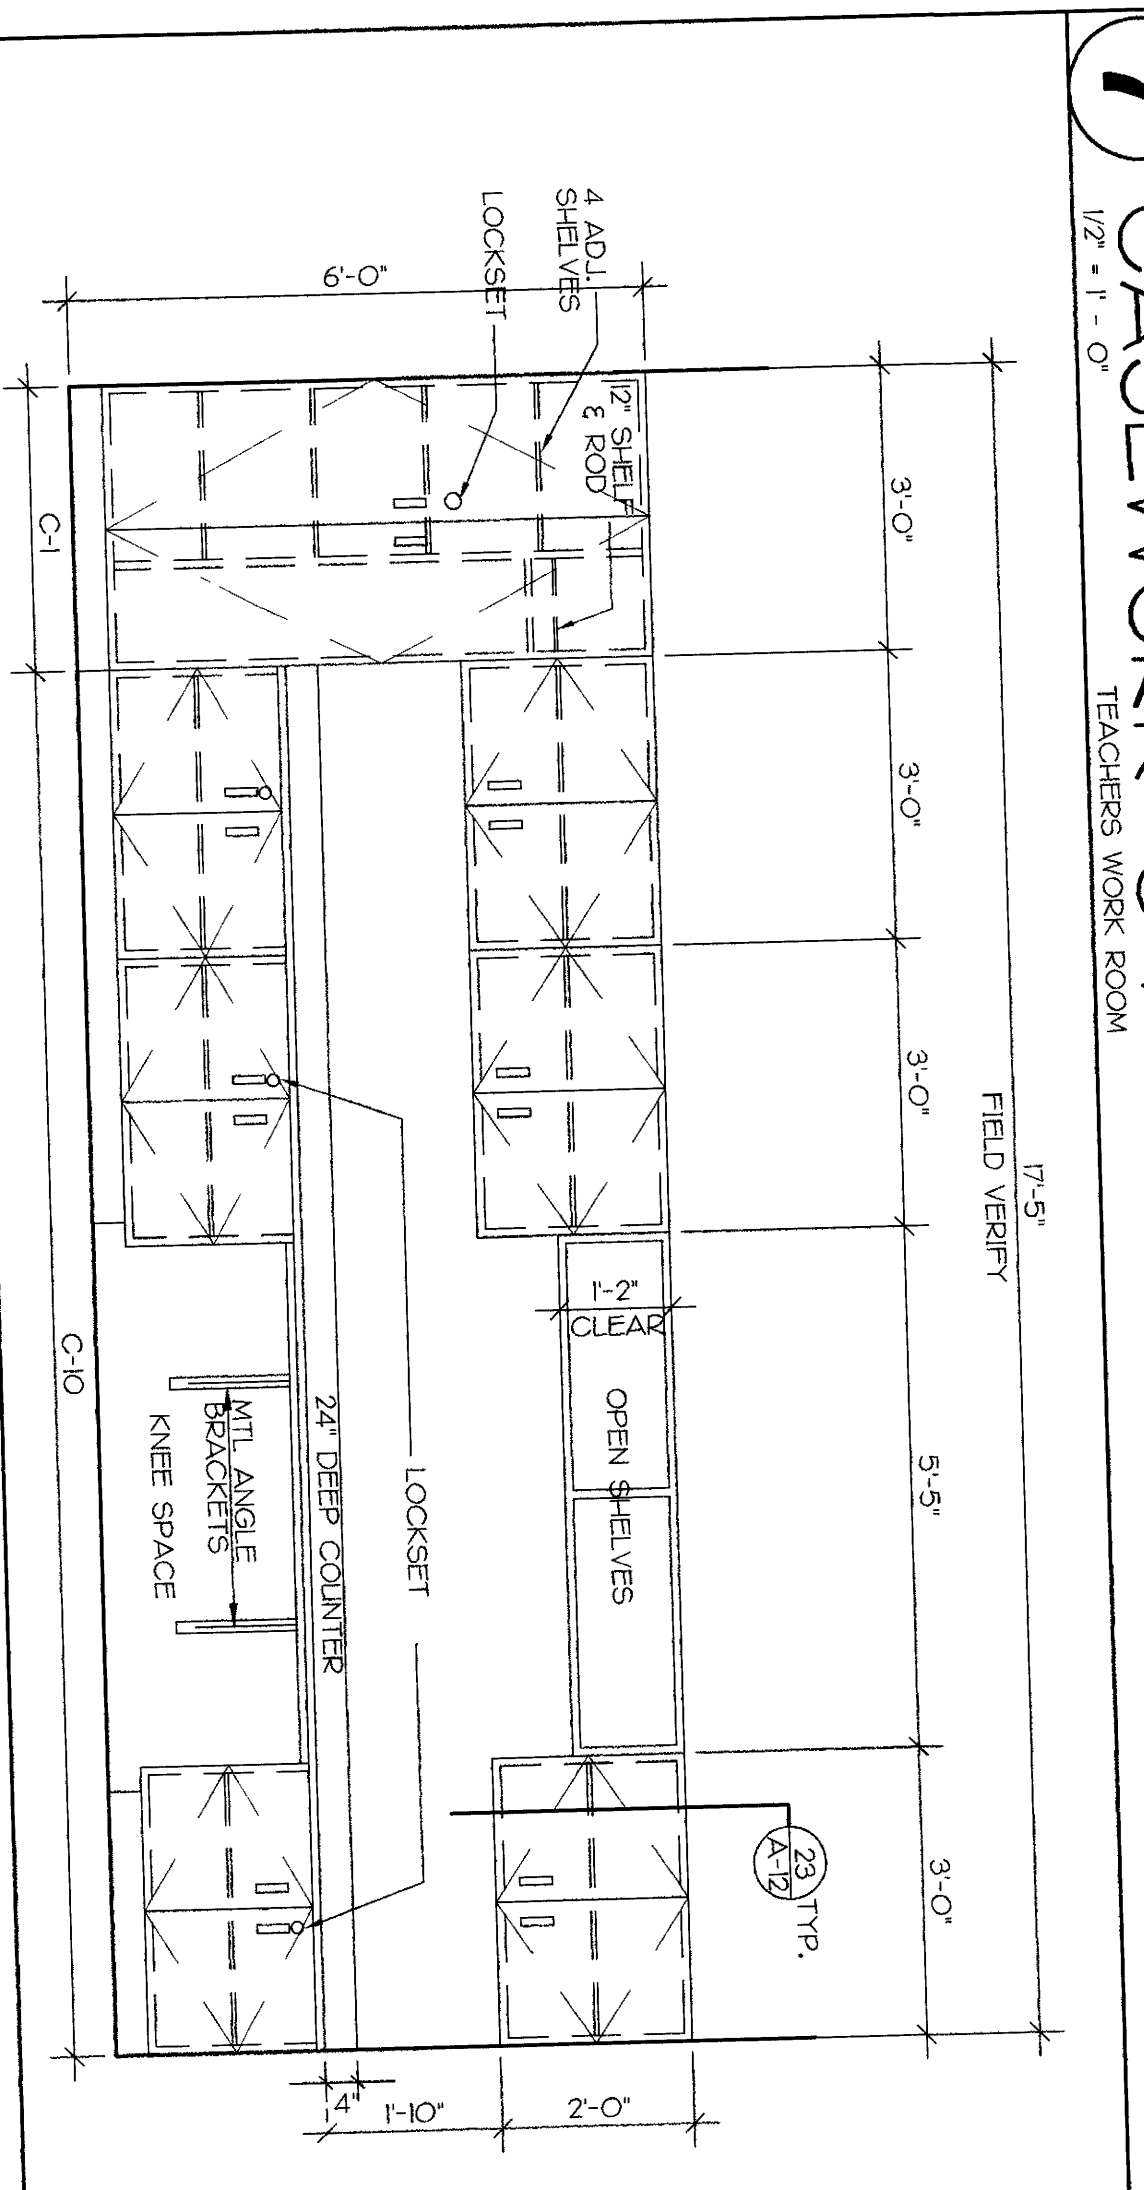 7
CASEWORK
TEACHERS WORK ROOM
1/2" = 1' - 0"
17'-5"
FIELD VERIFY
3'-0"
3'-0"
3'-0"
5'-5"
3'-0"
23
A-12
TYP.
6'-0"
4 ADJ.
SHELVES
LOCKSET
12" SHELF
& ROD
1'-2"
CLEAR
OPEN SHELVES
2'-0"
1'-10"
4"
LOCKSET
24" DEEP COUNTER
MTL ANGLE
BRACKETS
KNEE SPACE
C-1
C-10